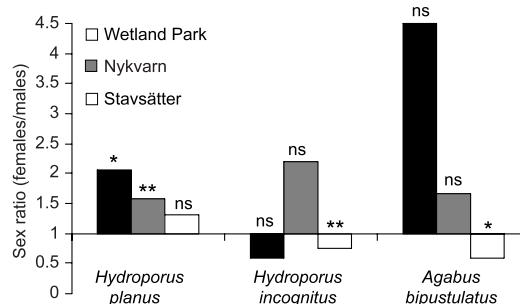 Sex ratio (females/males)
4.5
4
3.5
3
2.5
2
1.5
1
0.5
0
Wetland Park
Nykvarn
Stavsätter
*
**
ns
ns
ns
**
ns
ns
*
Hydroporus
planus
Hydroporus
incognitus
Agabus
bipustulatus